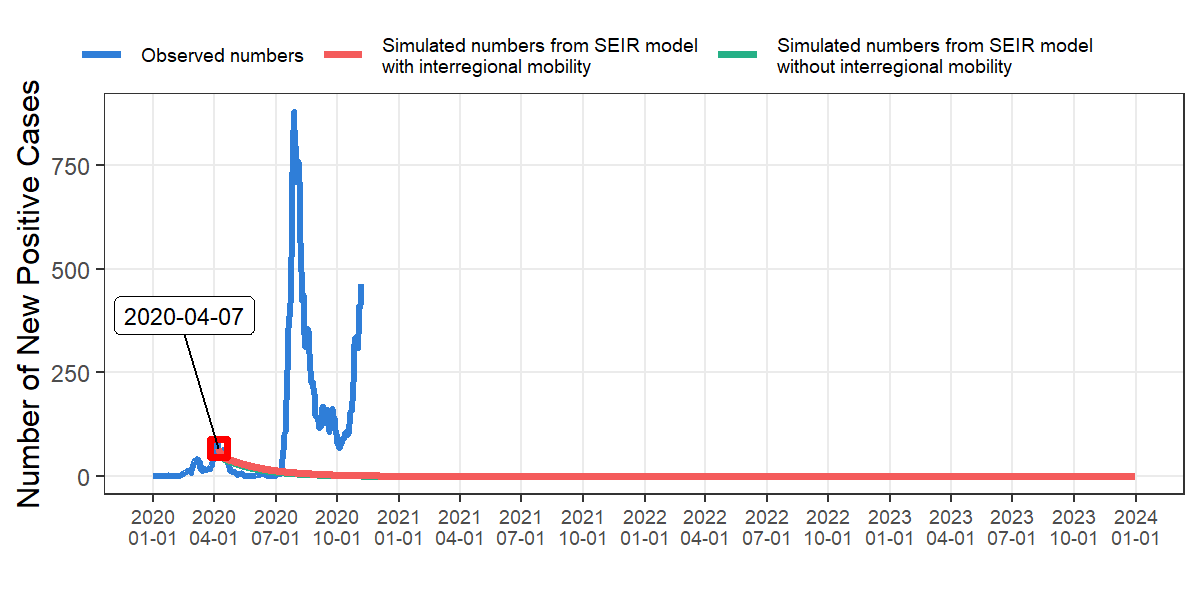 Observed numbers
Simulated numbers from SEIR model
with interregional mobility
Simulated numbers from SEIR model
without interregional mobility
Number of New Positive Cases
750
500
250
0
2020-04-07
2020 2020 2020 2020 2021 2021 2021 2021 2022 2022 2022 2022 2023 2023 2023 2023 2024
01-01 04-01 07-01 10-01 01-01 04-01 07-01 10-01 01-01 04-01 07-01 10-01 01-01 04-01 07-01 10-01 01-01